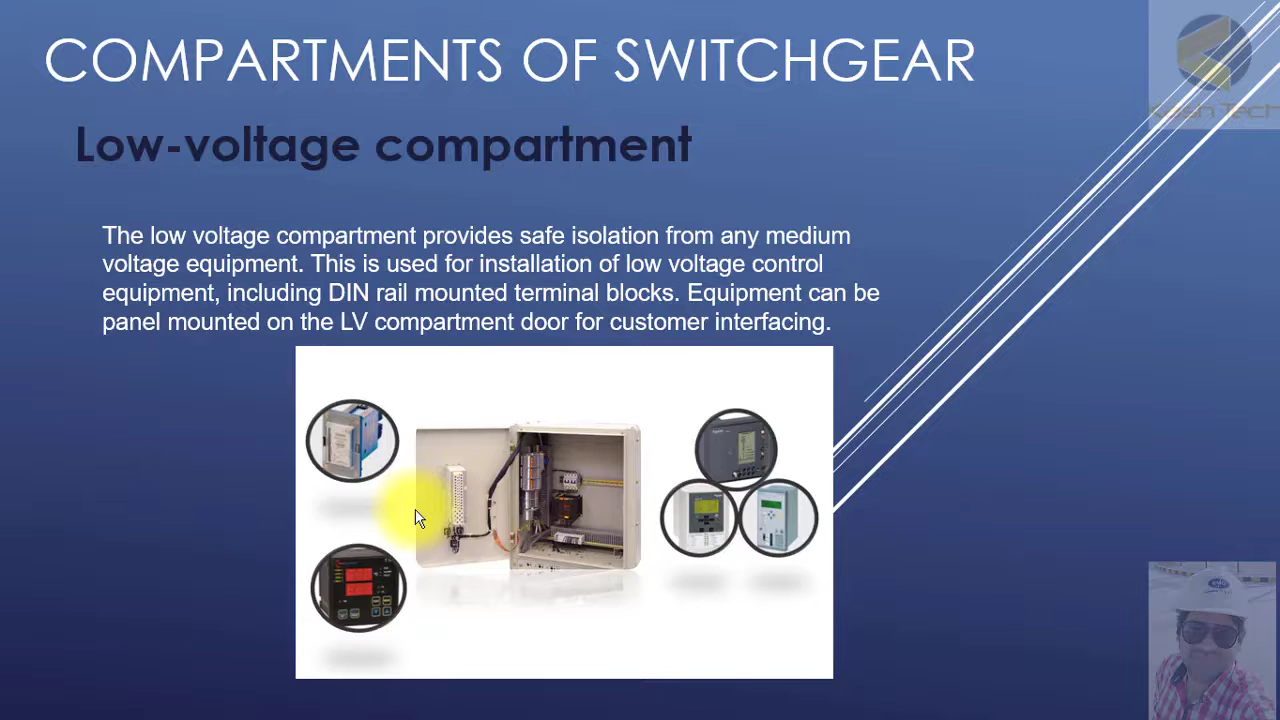 COMPARTMENTS OF SWITCHGEAR
Low-voltage compartment
The low voltage compartment provides safe isolation from any medium
voltage equipment. This is used for installation of low voltage control
equipment, including DIN rail mounted terminal blocks. Equipment can be
panel mounted on the LV compartment door for customer interfacing.